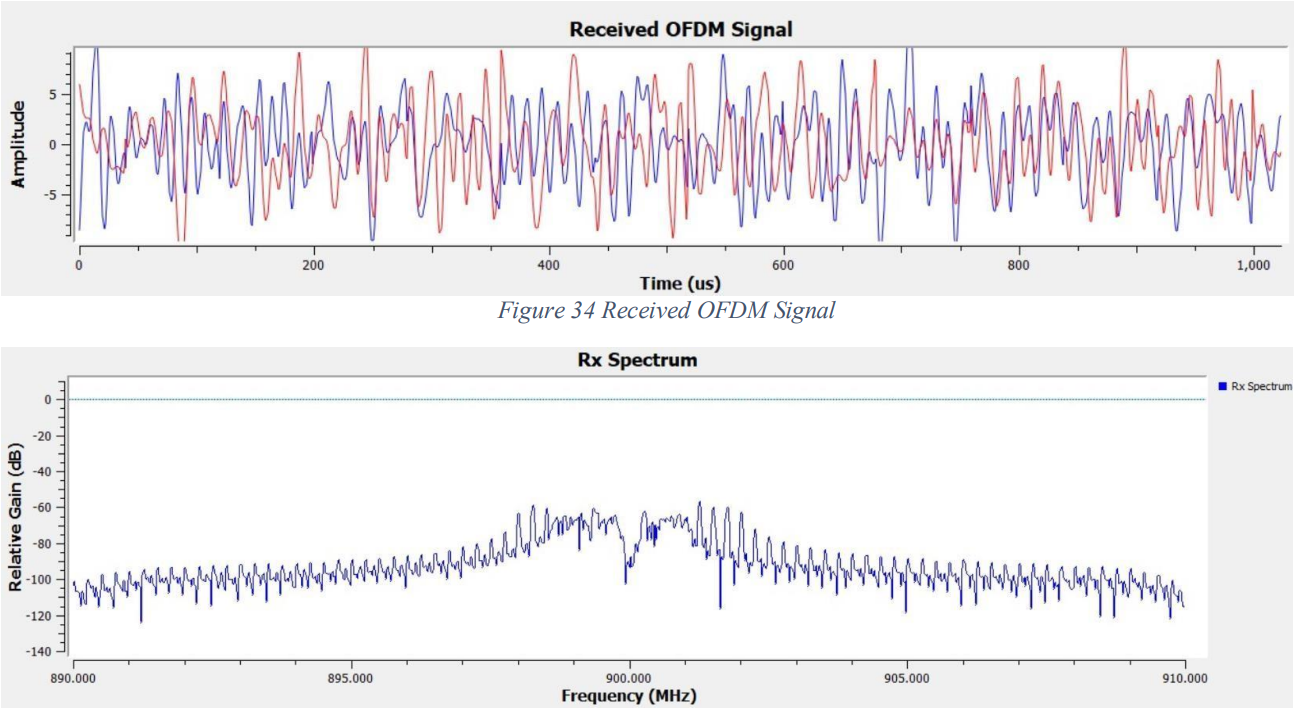 Received OFDM Signal
Amplitude
5
0
-5
0 200 400 600 800 1,000
Time (us)
Figure 34 Received OFDM Signal
Rx Spectrum
Rx Spectrum
Relative Gain (dB)
0
-20
-40
-60
-80
-100
-120
-140
890.000 895.000 900.000 905.000 910.000
Frequency (MHz)